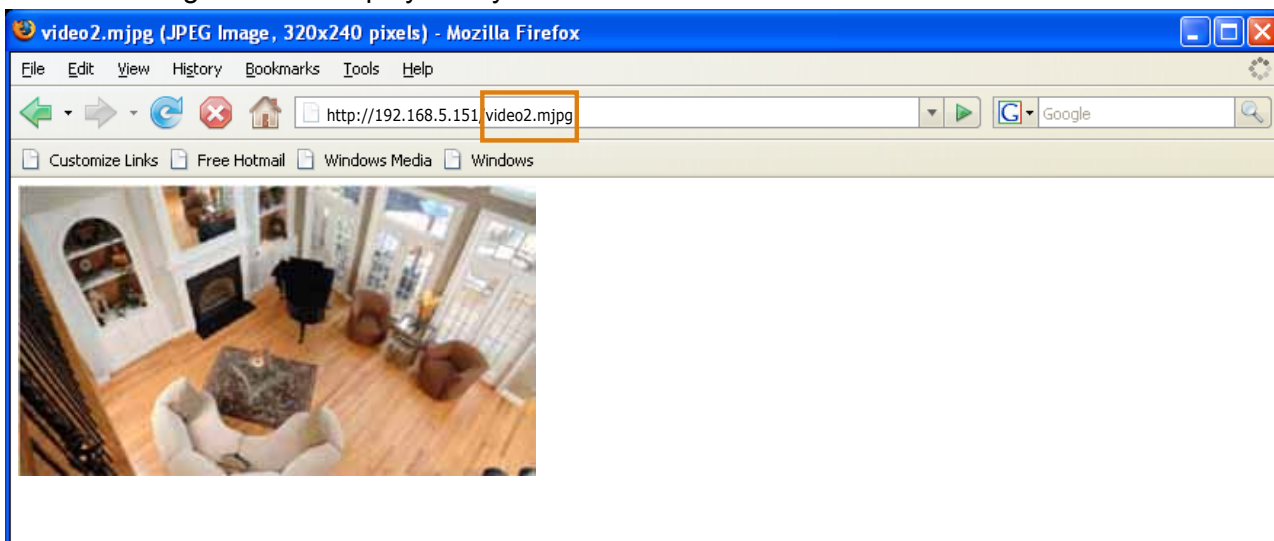 video2.mjpg (JPEG Image, 320x240 pixels) - Mozilla Firefox
File Edit View History Bookmarks Tools Help
http://192.168.5.151/video2.mjpg
G Google
Customize Links Free Hotmail Windows Media Windows